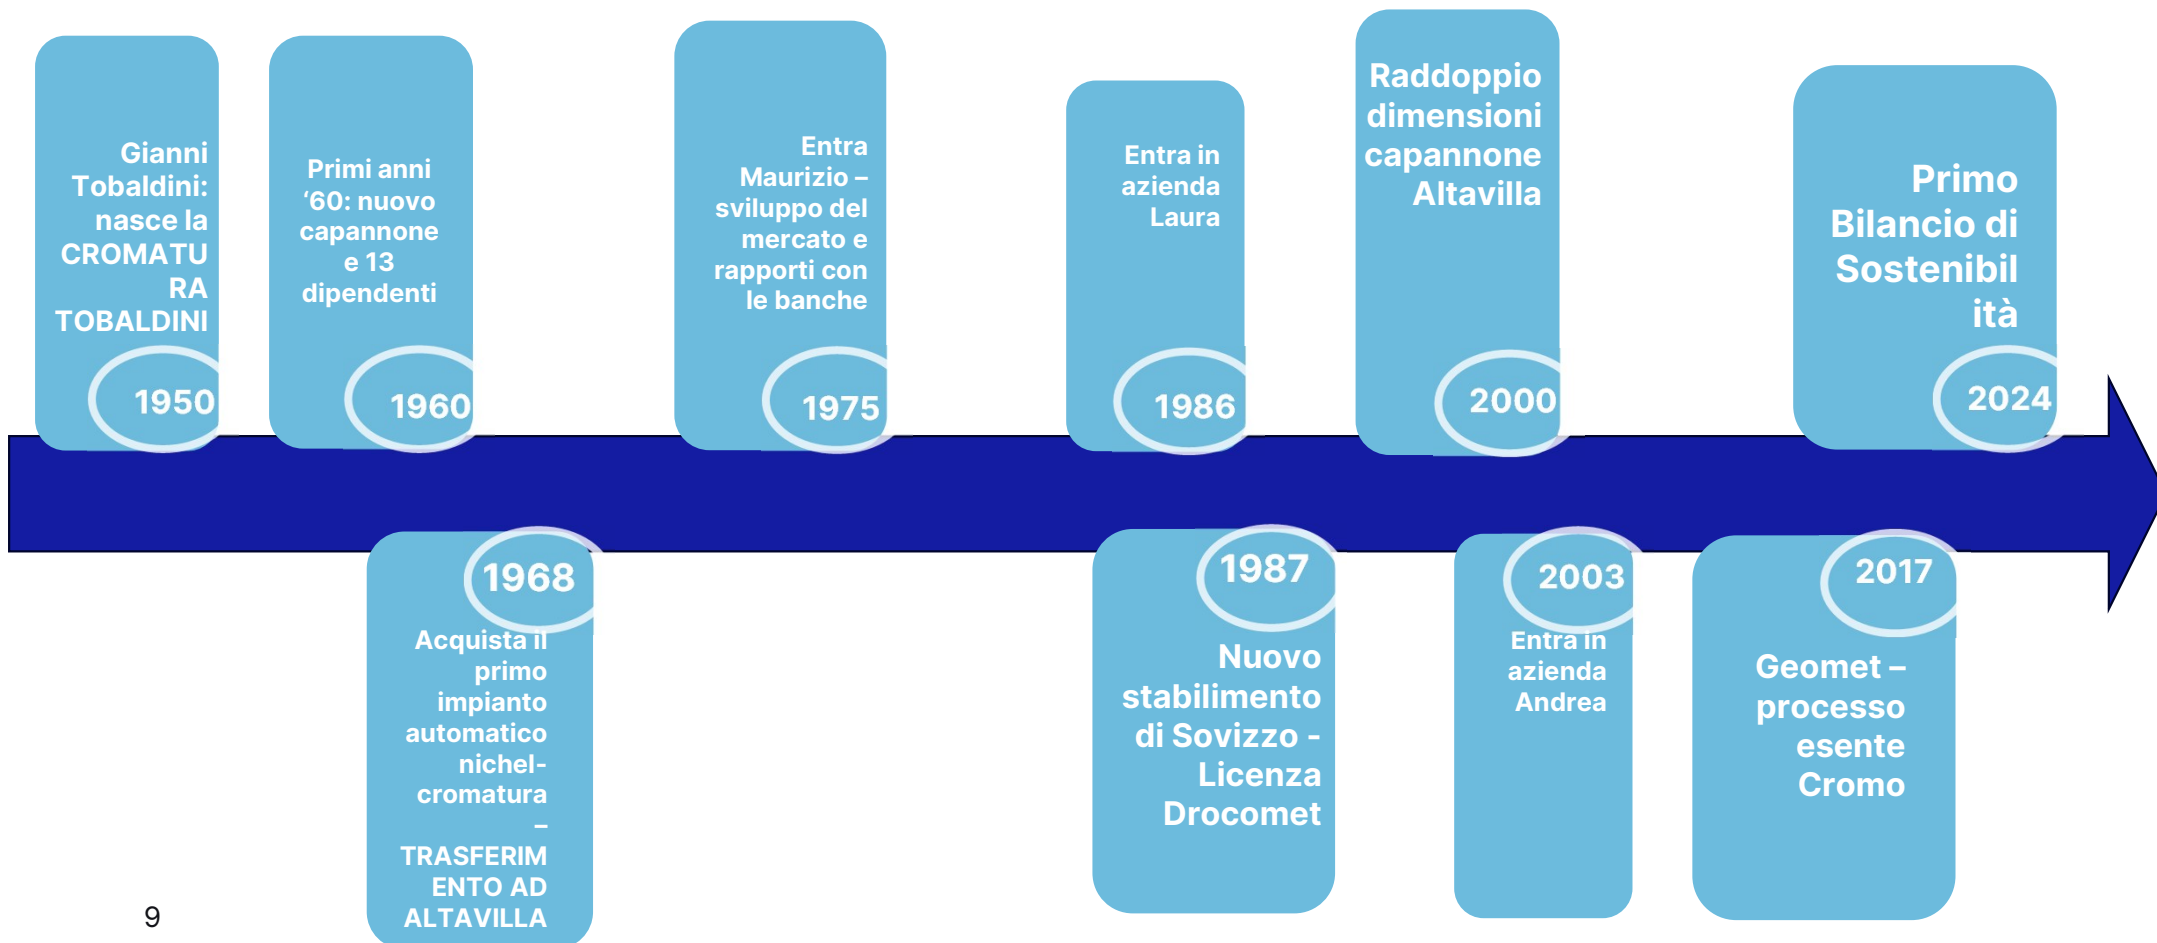 Gianni
Tobaldini:
nasce la
CROMATU
RA
TOBALDINI
1950
Primi anni
‘60: nuovo
capannone
e 13
dipendenti
1960
Entra
Maurizio –
sviluppo del
mercato e
rapporti con
le banche
1975
Entra in
azienda
Laura
1986
Raddoppio
dimensioni
capannone
Altavilla
2000
Primo
Bilancio di
Sostenibil
ità
2024
1968
Acquista il
primo
impianto
automatico
nichel-
cromatura
–
TRASFERIM
ENTO AD
ALTAVILLA
1987
Nuovo
stabilimento
di Sovizzo -
Licenza
Drocomet
2003
Entra in
azienda
Andrea
2017
Geomet –
processo
esente
Cromo
9